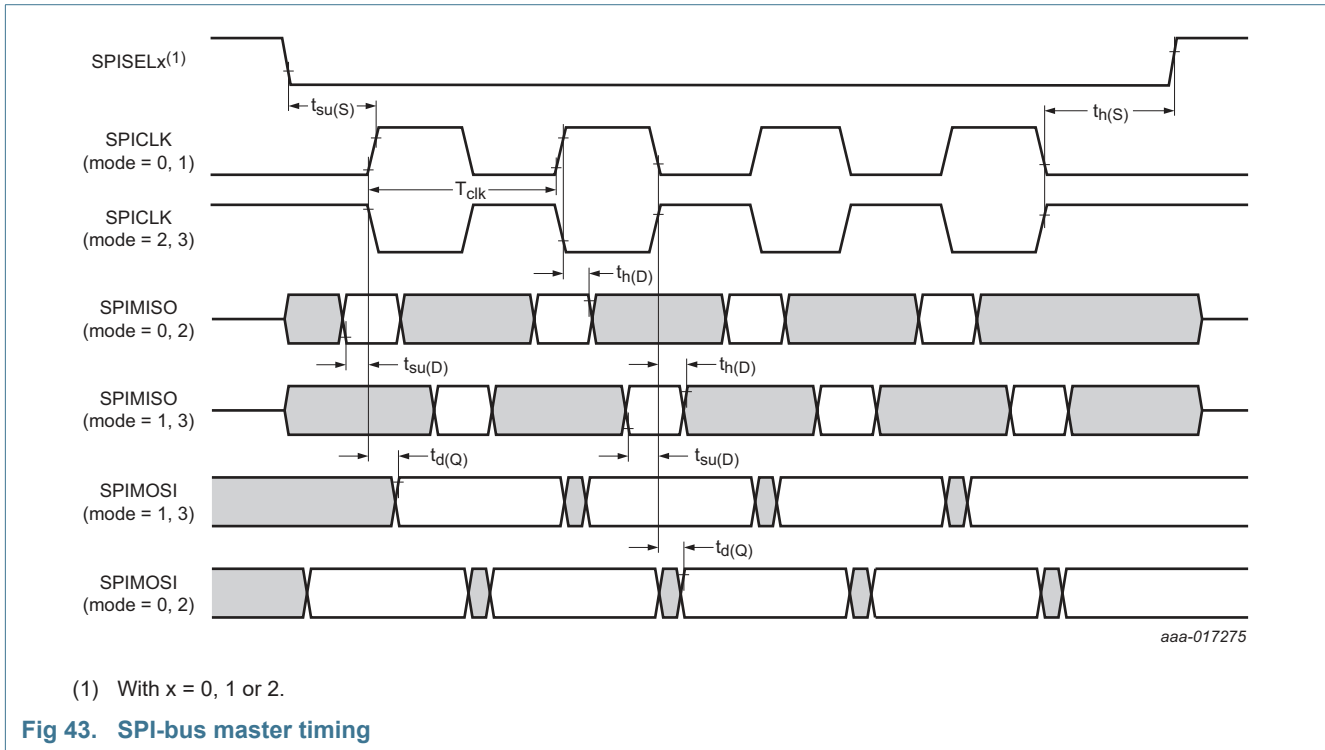 SPISELx(1)
tsu(S)
th(S)
SPICLK
(mode = 0, 1)
Tclk
SPICLK
(mode = 2, 3)
th(D)
SPIMISO
(mode = 0, 2)
tsu(D)
th(D)
SPIMISO
(mode = 1, 3)
td(Q)
tsu(D)
SPIMOSI
(mode = 1, 3)
td(Q)
SPIMOSI
(mode = 0, 2)
aaa-017275
(1) With x = 0, 1 or 2.
Fig 43. SPI-bus master timing